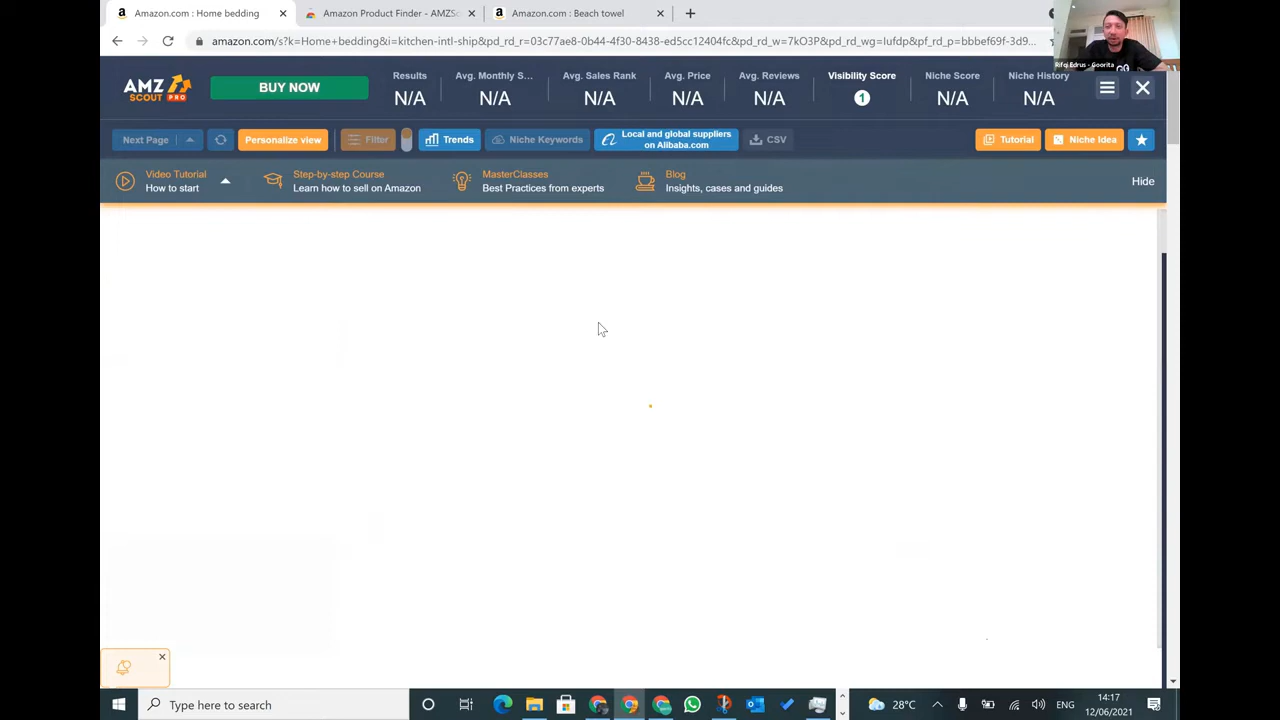 Amazon.com : Home bedding
Amazon Product Finder - AMZSc
Amazon.com : Beach towel
amazon.com/s?k=Home+bedding&i=kitchen-intl-ship&pd_rd_r=03c77ae8-0b44-4f30-8438-ed5cc12404fc&pd_rd_w=7kO3P&pd_rd_wg=lufdp&pf_rd_p=bbbef69f-3d9...
Rifqi Edrus - Goorita
AMZ
SCOUT PRO
BUY NOW
Results
N/A
Avg. Monthly S...
N/A
Avg. Sales Rank
N/A
Avg. Price
N/A
Avg. Reviews
N/A
Visibility Score
1
Niche Score
N/A
Niche History
N/A
Next Page
Personalize view
Filter
Trends
Niche Keywords
Local and global suppliers
on Alibaba.com
CSV
Tutorial
Niche Idea
Video Tutorial
How to start
Step-by-step Course
Learn how to sell on Amazon
MasterClasses
Best Practices from experts
Blog
Insights, cases and guides
Hide
Type here to search
28°C
ENG
14:17
12/06/2021